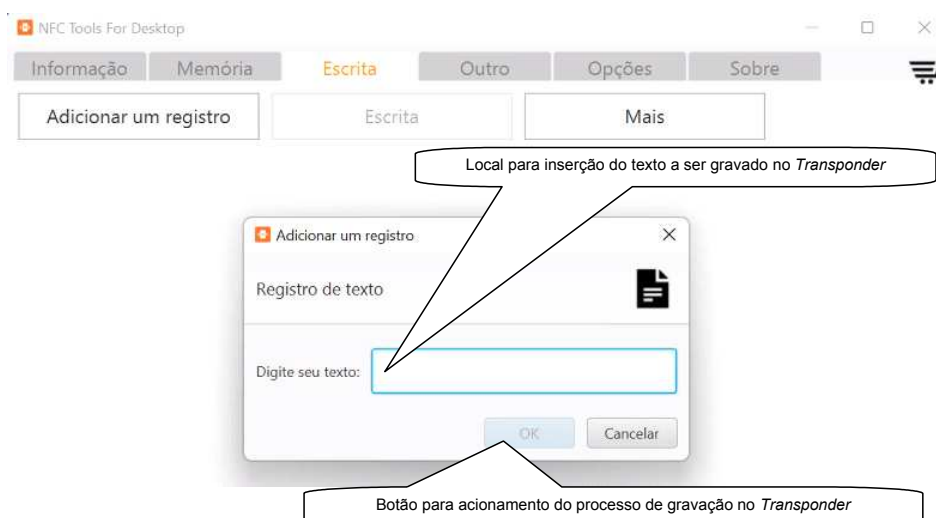 NFC Tools For Desktop
Informação Memória Escrita Outro Opções Sobre
Adicionar um registro Escrita Mais
Local para inserção do texto a ser gravado no Transponder
Adicionar um registro
Registro de texto
Digite seu texto:
OK Cancelar
Botão para acionamento do processo de gravação no Transponder